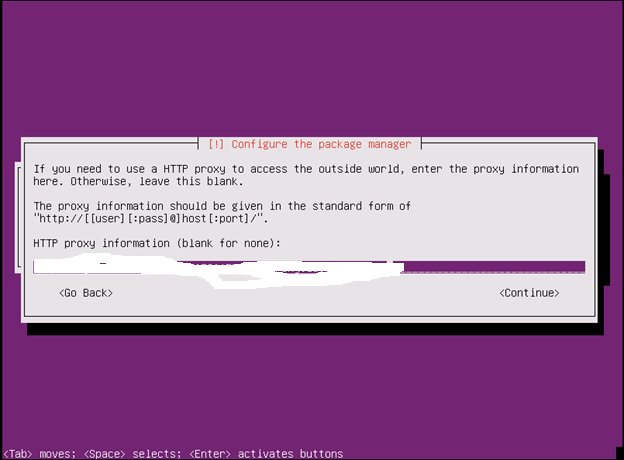 [!] Configure the package manager
If you need to use a HTTP proxy to access the outside world, enter the proxy information
here. Otherwise, leave this blank.
The proxy information should be given in the standard form of
"http://[[user][:pass]@]host[:port]/".
HTTP proxy information (blank for none):
<Go Back> <Continue>
<Tab> moves; <Space> selects; <Enter> activates buttons